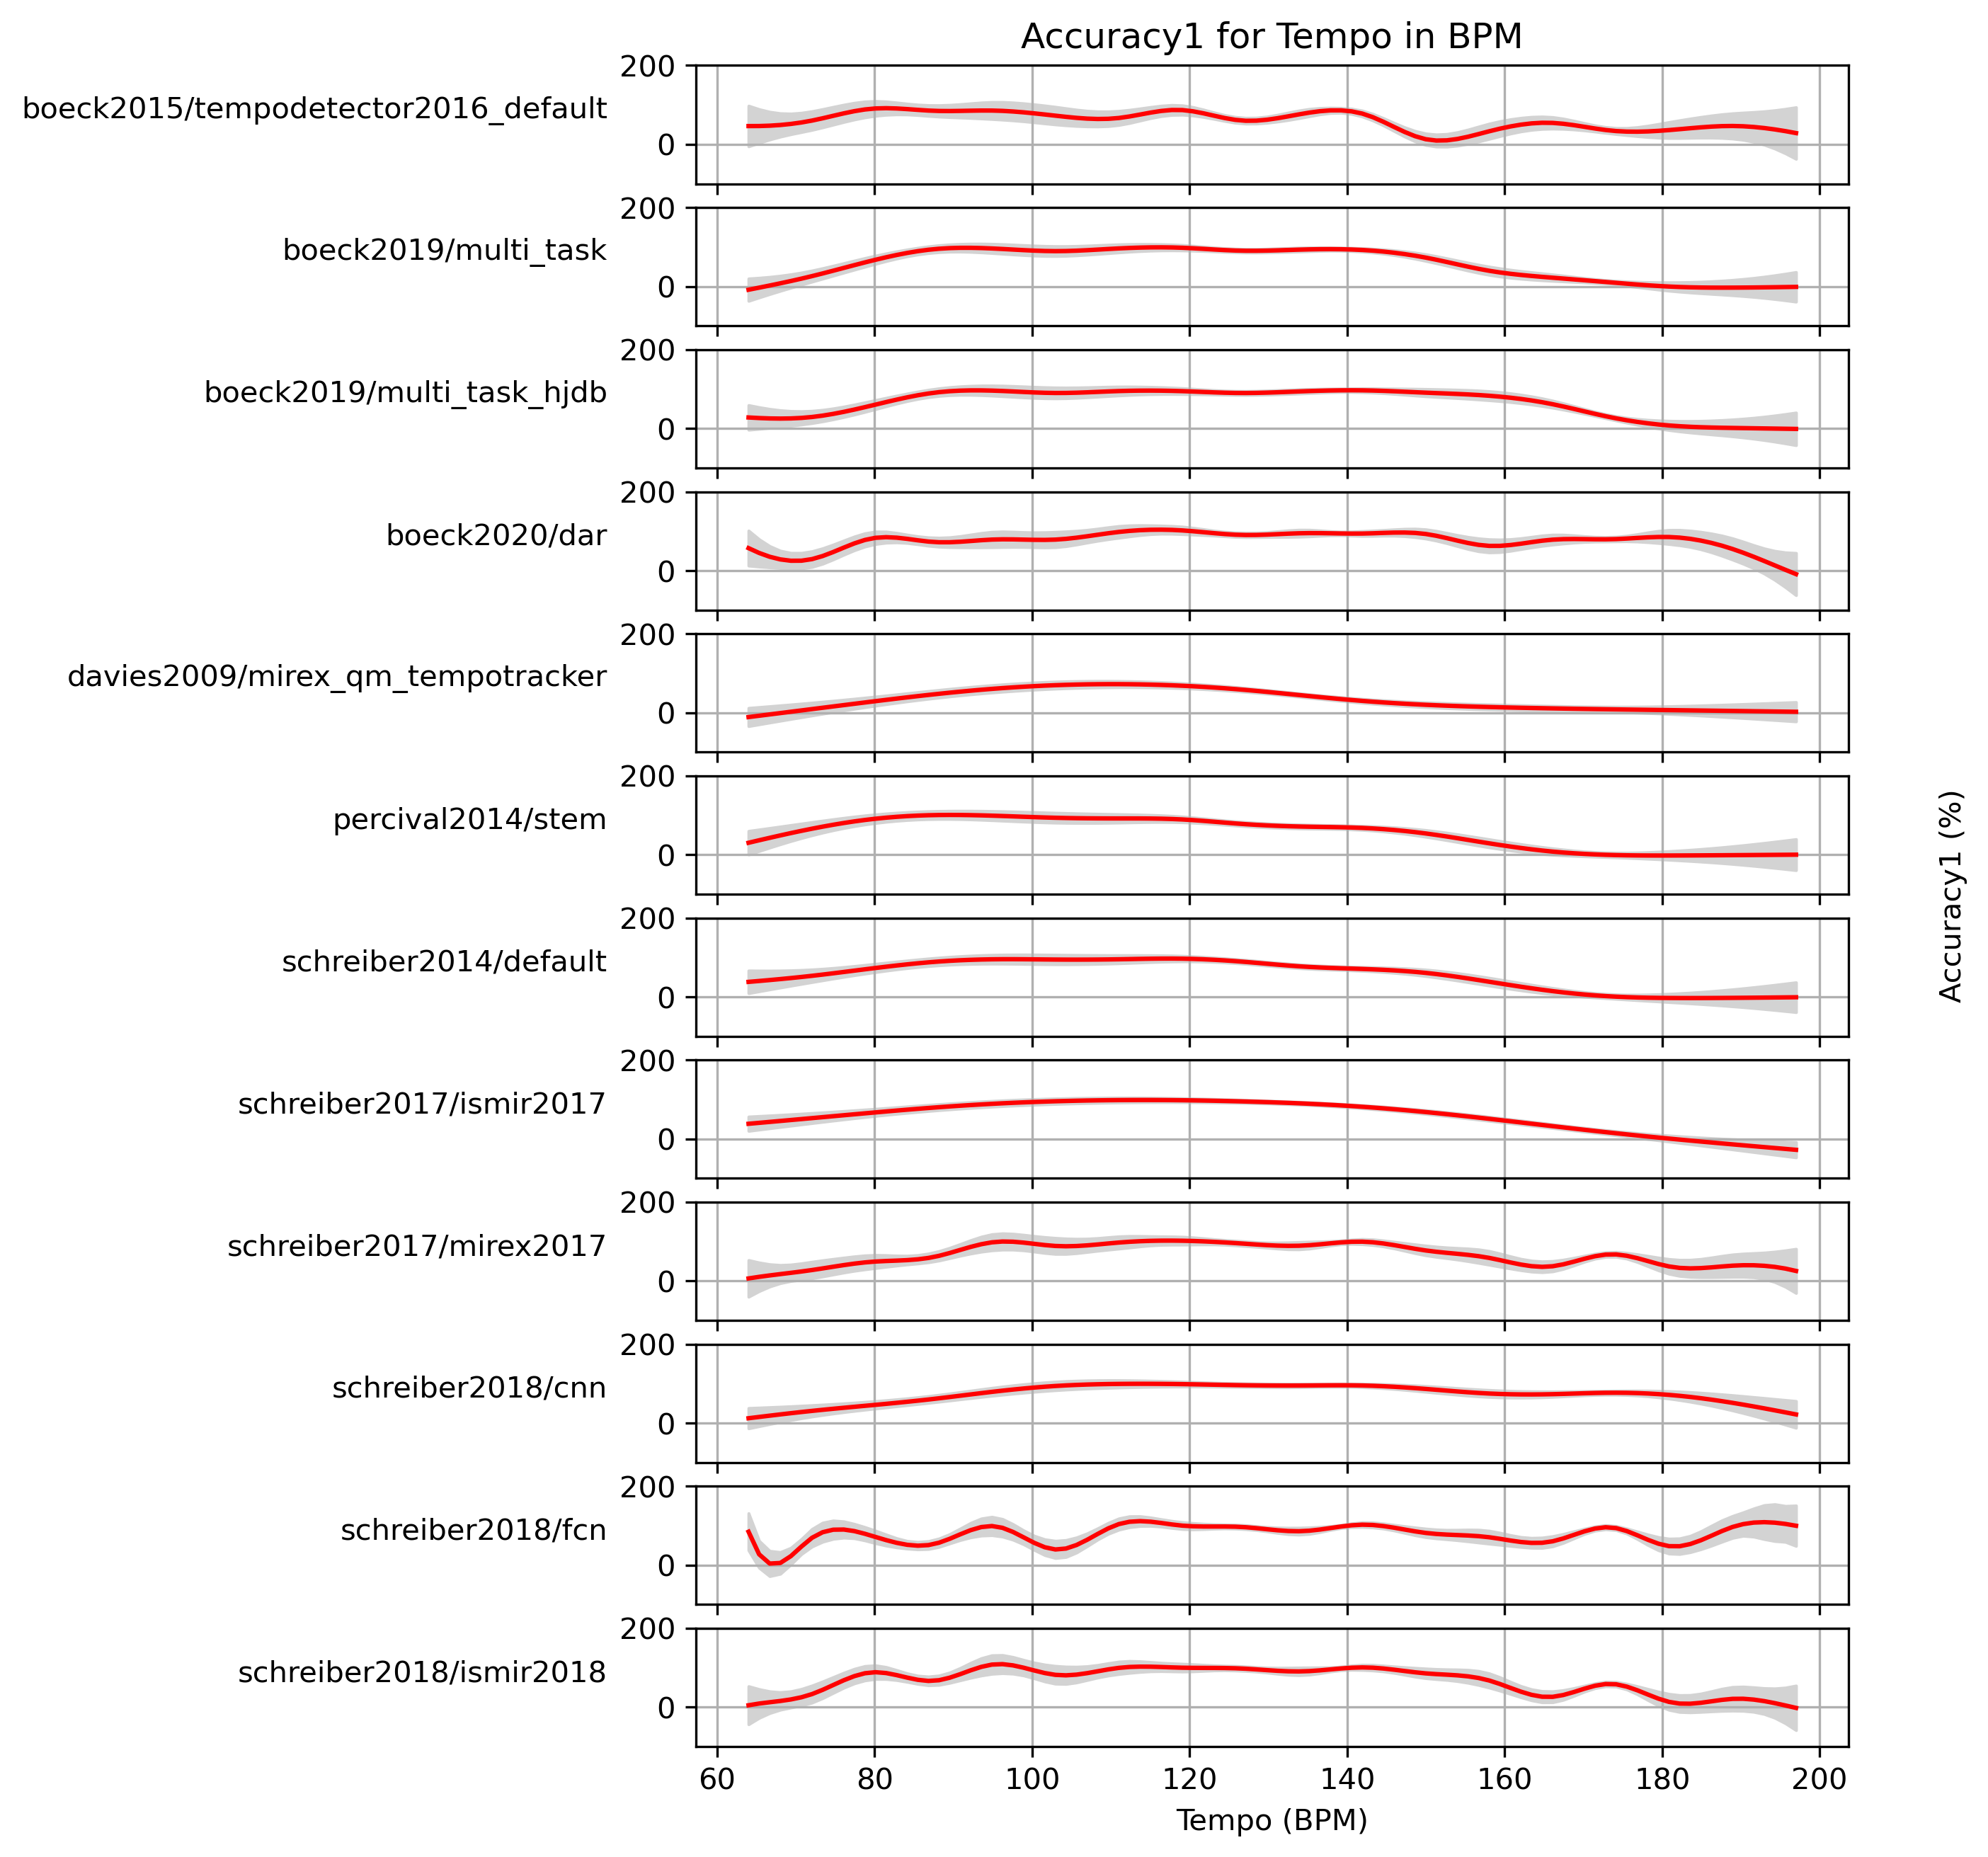 Accuracy1 for Tempo in BPM
boeck2015/tempodetector2016_default
200
0
boeck2019/multi_task
200
0
boeck2019/multi_task_hjdb
200
0
boeck2020/dar
200
0
davies2009/mirex_qm_tempotracker
200
0
percival2014/stem
200
0
schreiber2014/default
200
0
schreiber2017/ismir2017
200
0
schreiber2017/mirex2017
200
0
schreiber2018/cnn
200
0
schreiber2018/fcn
200
0
schreiber2018/ismir2018
200
0
60 80 100 120 140 160 180 200
Tempo (BPM)
Accuracy1 (%)